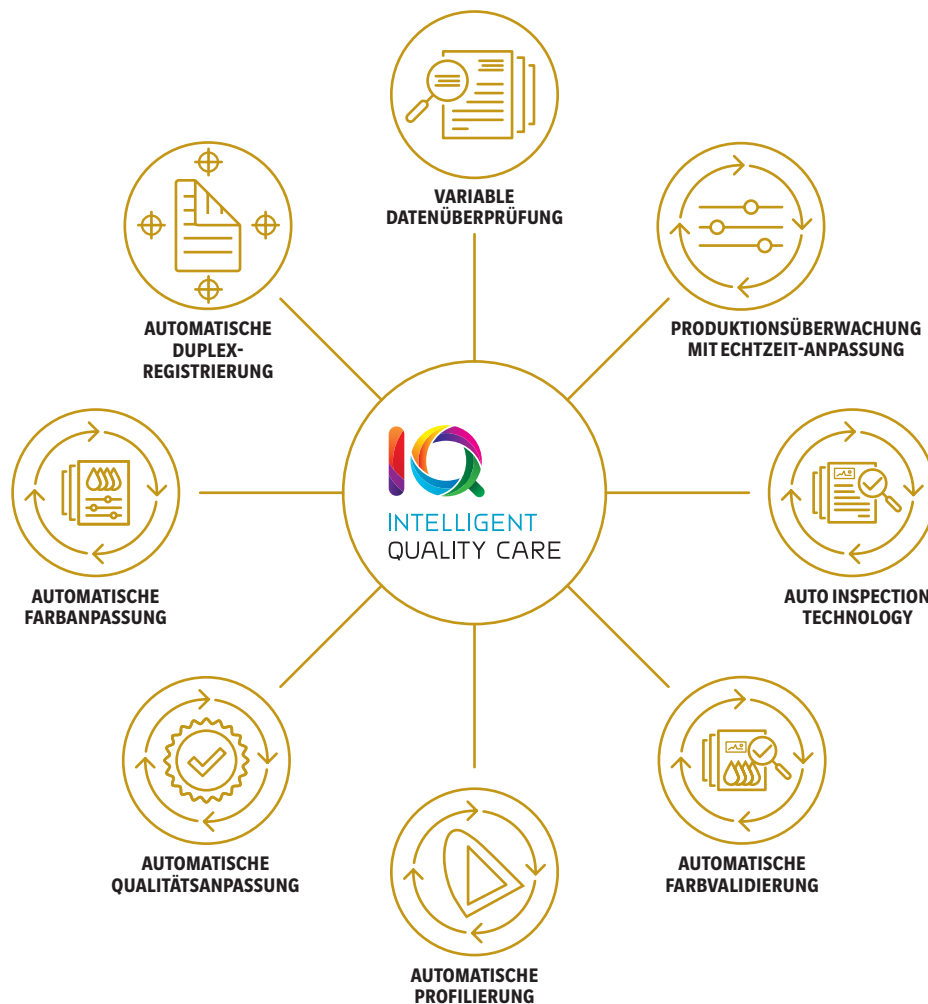 VARIABLE
DATENÜBERPRÜFUNG
AUTOMATISCHE
DUPLEX-
REGISTRIERUNG
PRODUKTIONSÜBERWACHUNG
MIT ECHTZEIT-ANPASSUNG
IQ
INTELLIGENT
QUALITY CARE
AUTOMATISCHE
FARBANPASSUNG
AUTO INSPECTION
TECHNOLOGY
AUTOMATISCHE
QUALITÄTSANPASSUNG
AUTOMATISCHE
FARBVALIDIERUNG
AUTOMATISCHE
PROFILIERUNG